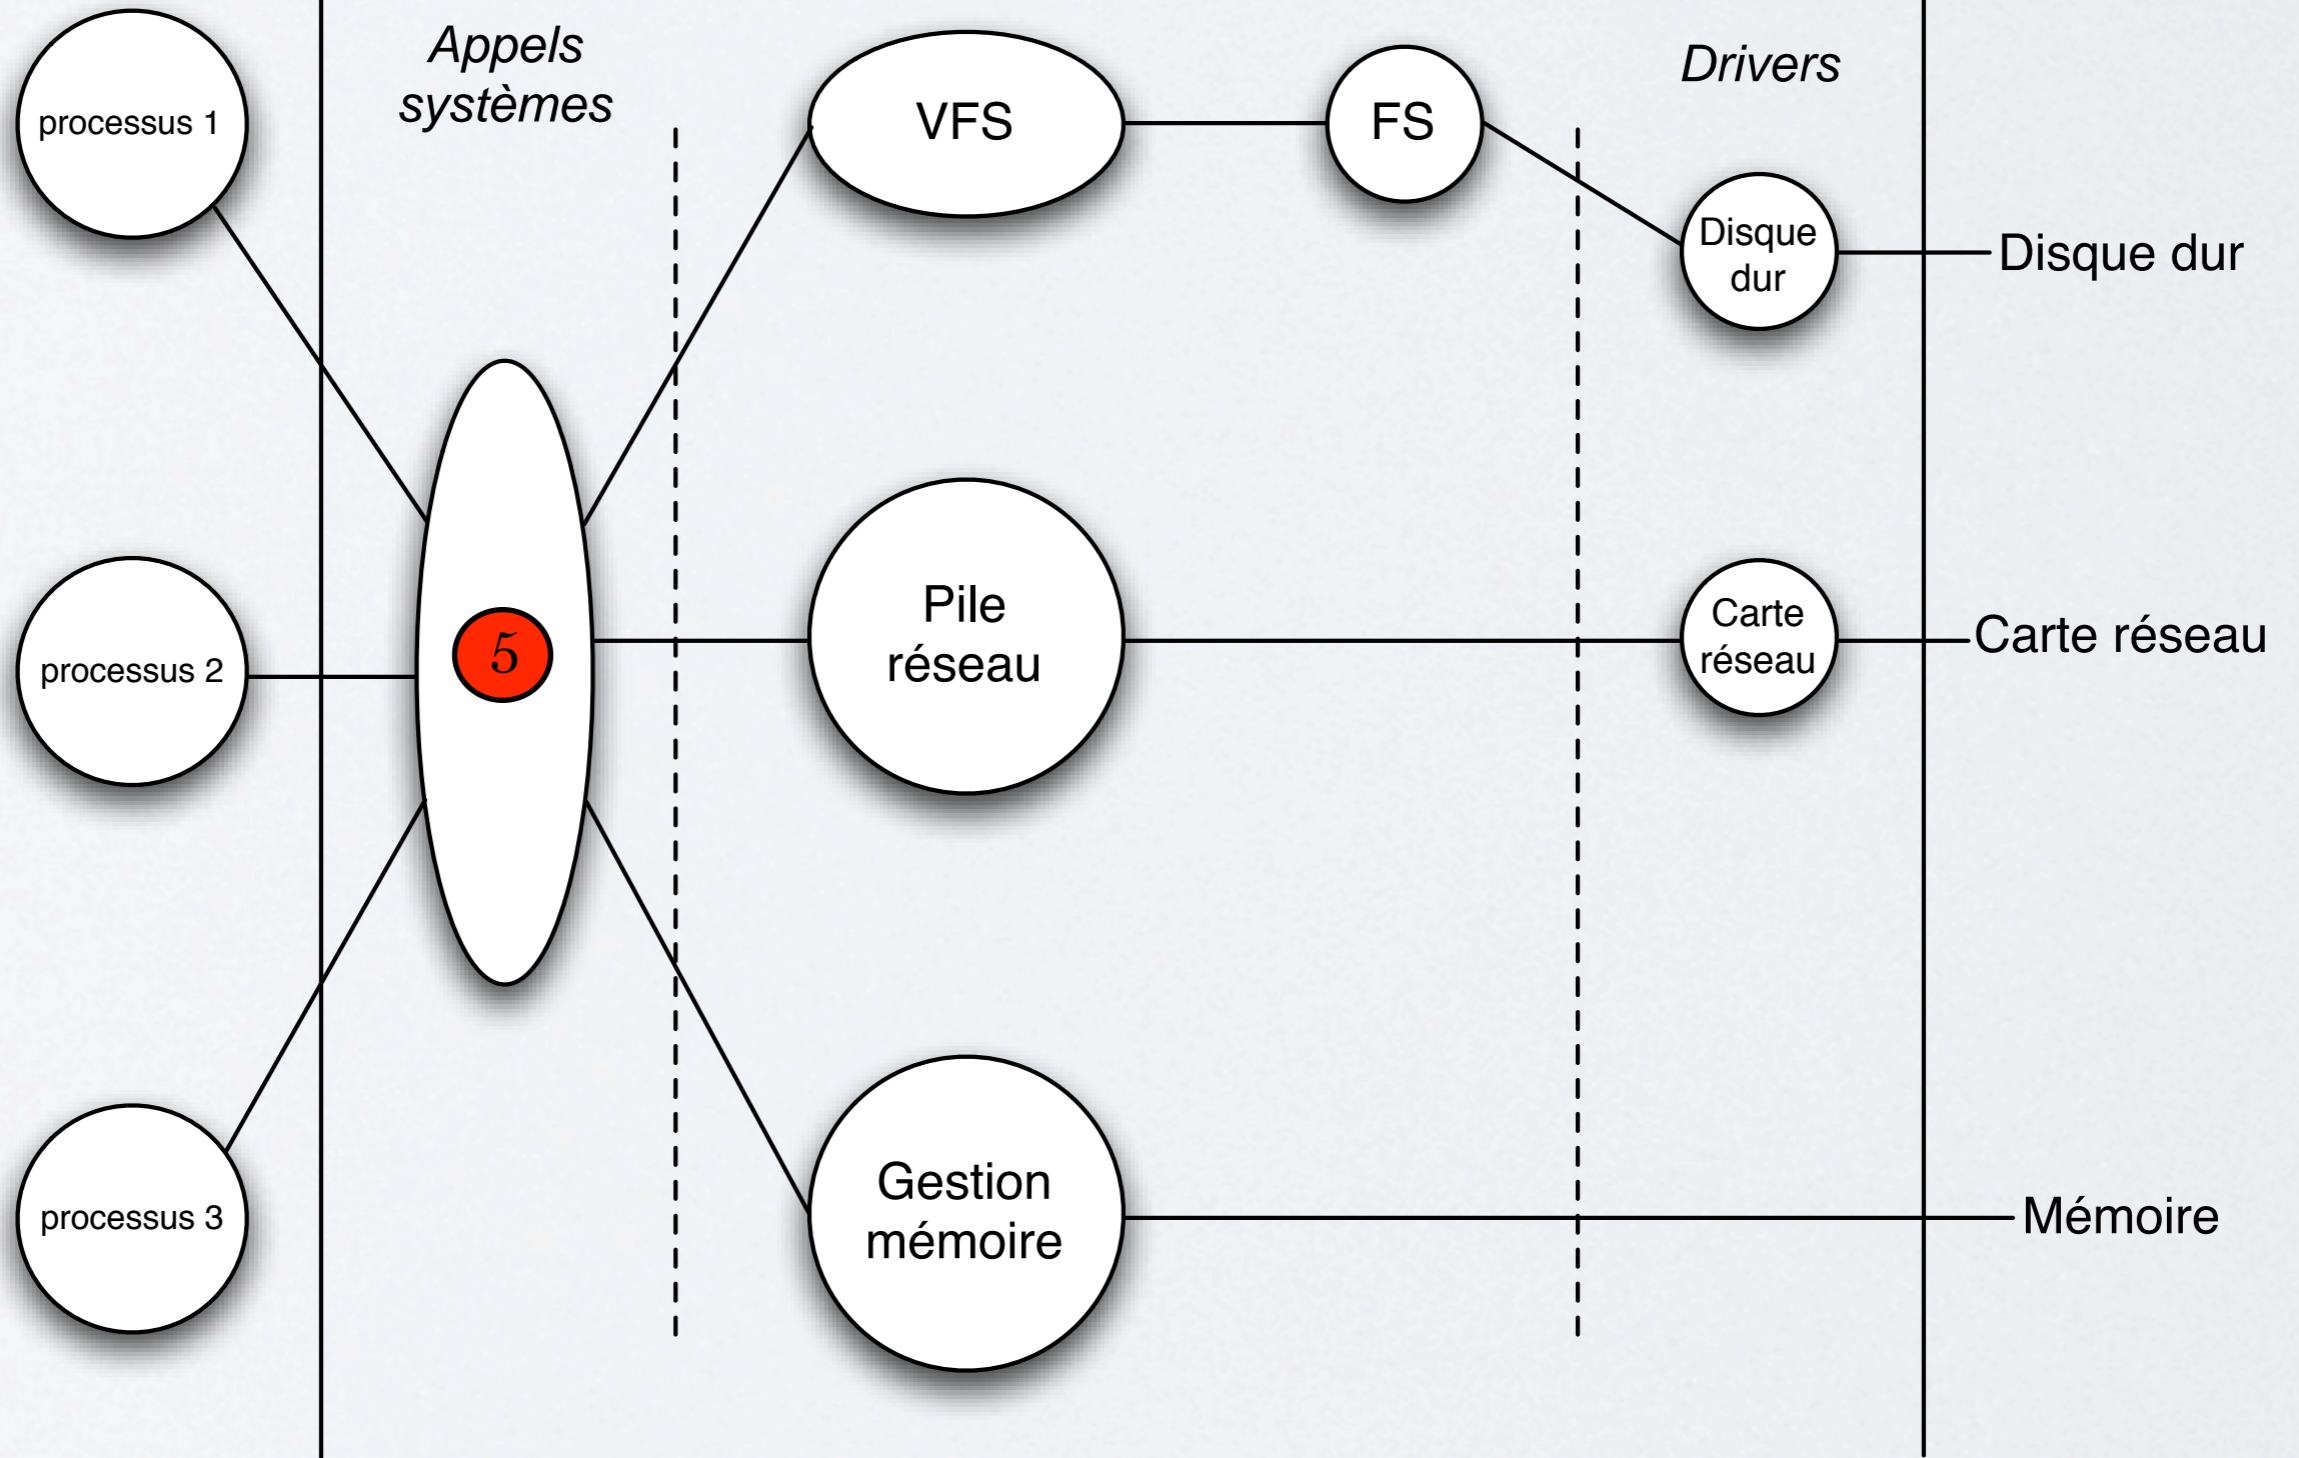 processus 1
Appels
systèmes
VFS
FS
Drivers
Disque
dur
Disque dur
processus 2
5
Pile
réseau
Carte
réseau
Carte réseau
processus 3
Gestion
mémoire
Mémoire